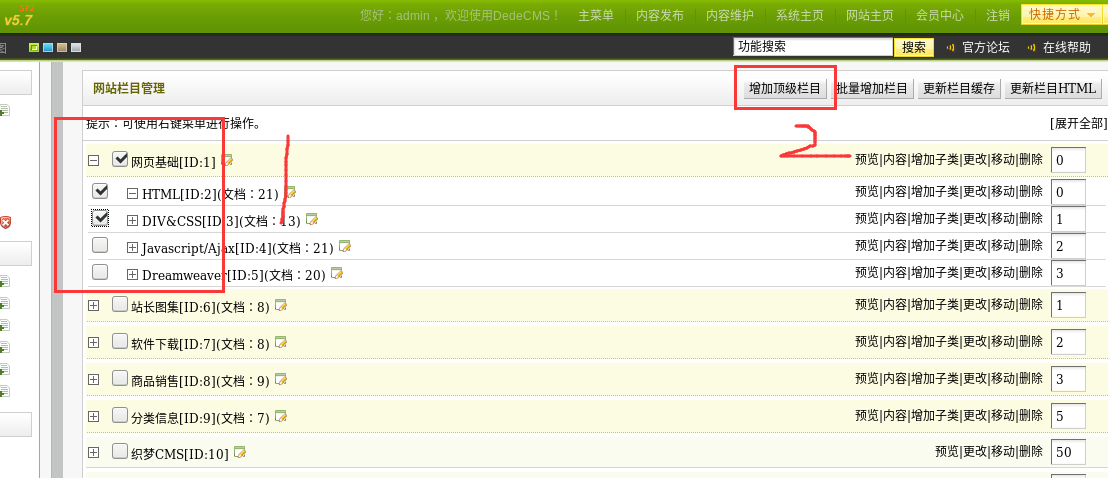 SP1
v5.7
您好：admin ，欢迎使用DedeCMS！ 主菜单 内容发布 内容维护 系统主页 网站主页 会员中心 注销 快捷方式
图 功能搜索 搜索 官方论坛 在线帮助
网站栏目管理 增加顶级栏目 批量增加栏目 更新栏目缓存 更新栏目HTML
提示：可使用右键菜单进行操作。 [展开全部]
1 2
网页基础[ID:1] 预览|内容|增加子类|更改|移动|删除 0
HTML[ID:2](文档：21) 预览|内容|增加子类|更改|移动|删除 0
DIV&CSS[ID:3](文档：13) 预览|内容|增加子类|更改|移动|删除 1
Javascript/Ajax[ID:4](文档：21) 预览|内容|增加子类|更改|移动|删除 2
Dreamweaver[ID:5](文档：20) 预览|内容|增加子类|更改|移动|删除 3
站长图集[ID:6](文档：8) 预览|内容|增加子类|更改|移动|删除 1
软件下载[ID:7](文档：8) 预览|内容|增加子类|更改|移动|删除 2
商品销售[ID:8](文档：9) 预览|内容|增加子类|更改|移动|删除 3
分类信息[ID:9](文档：7) 预览|内容|增加子类|更改|移动|删除 5
织梦CMS[ID:10] 预览|更改|移动|删除 50